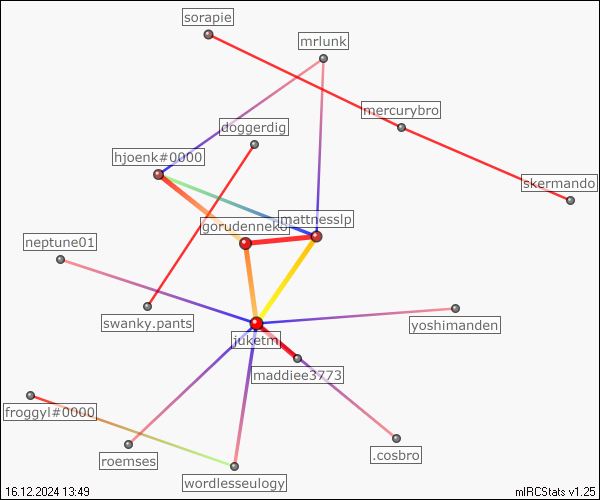 sorapie
mrlunk
mercurybro
doggerdig
hjoenk#0000
skermando
mattnesslp
gorudenneko
neptune01
swanky.pants
yoshimanden
juketm
maddiee3773
froggyl#0000
.cosbro
roemses
wordlesseulogy
16.12.2024 13:49
mIRCStats v1.25